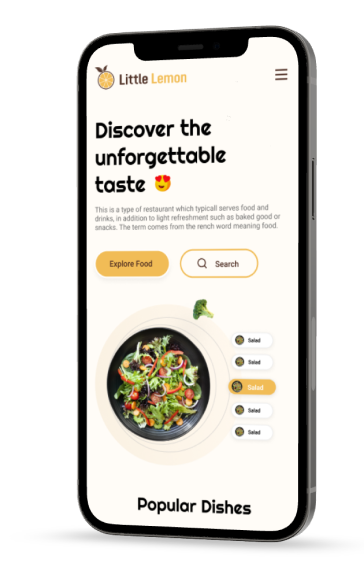 Little Lemon
Discover the
unforgettable
taste 😍
This is a type of restaurant which typicall serves food and
drinks, in addition to light refreshment such as baked good or
snacks. The term comes from the rench word meaning food.
Explore Food
Search
Salad
Salad
Salad
Salad
Salad
Popular Dishes